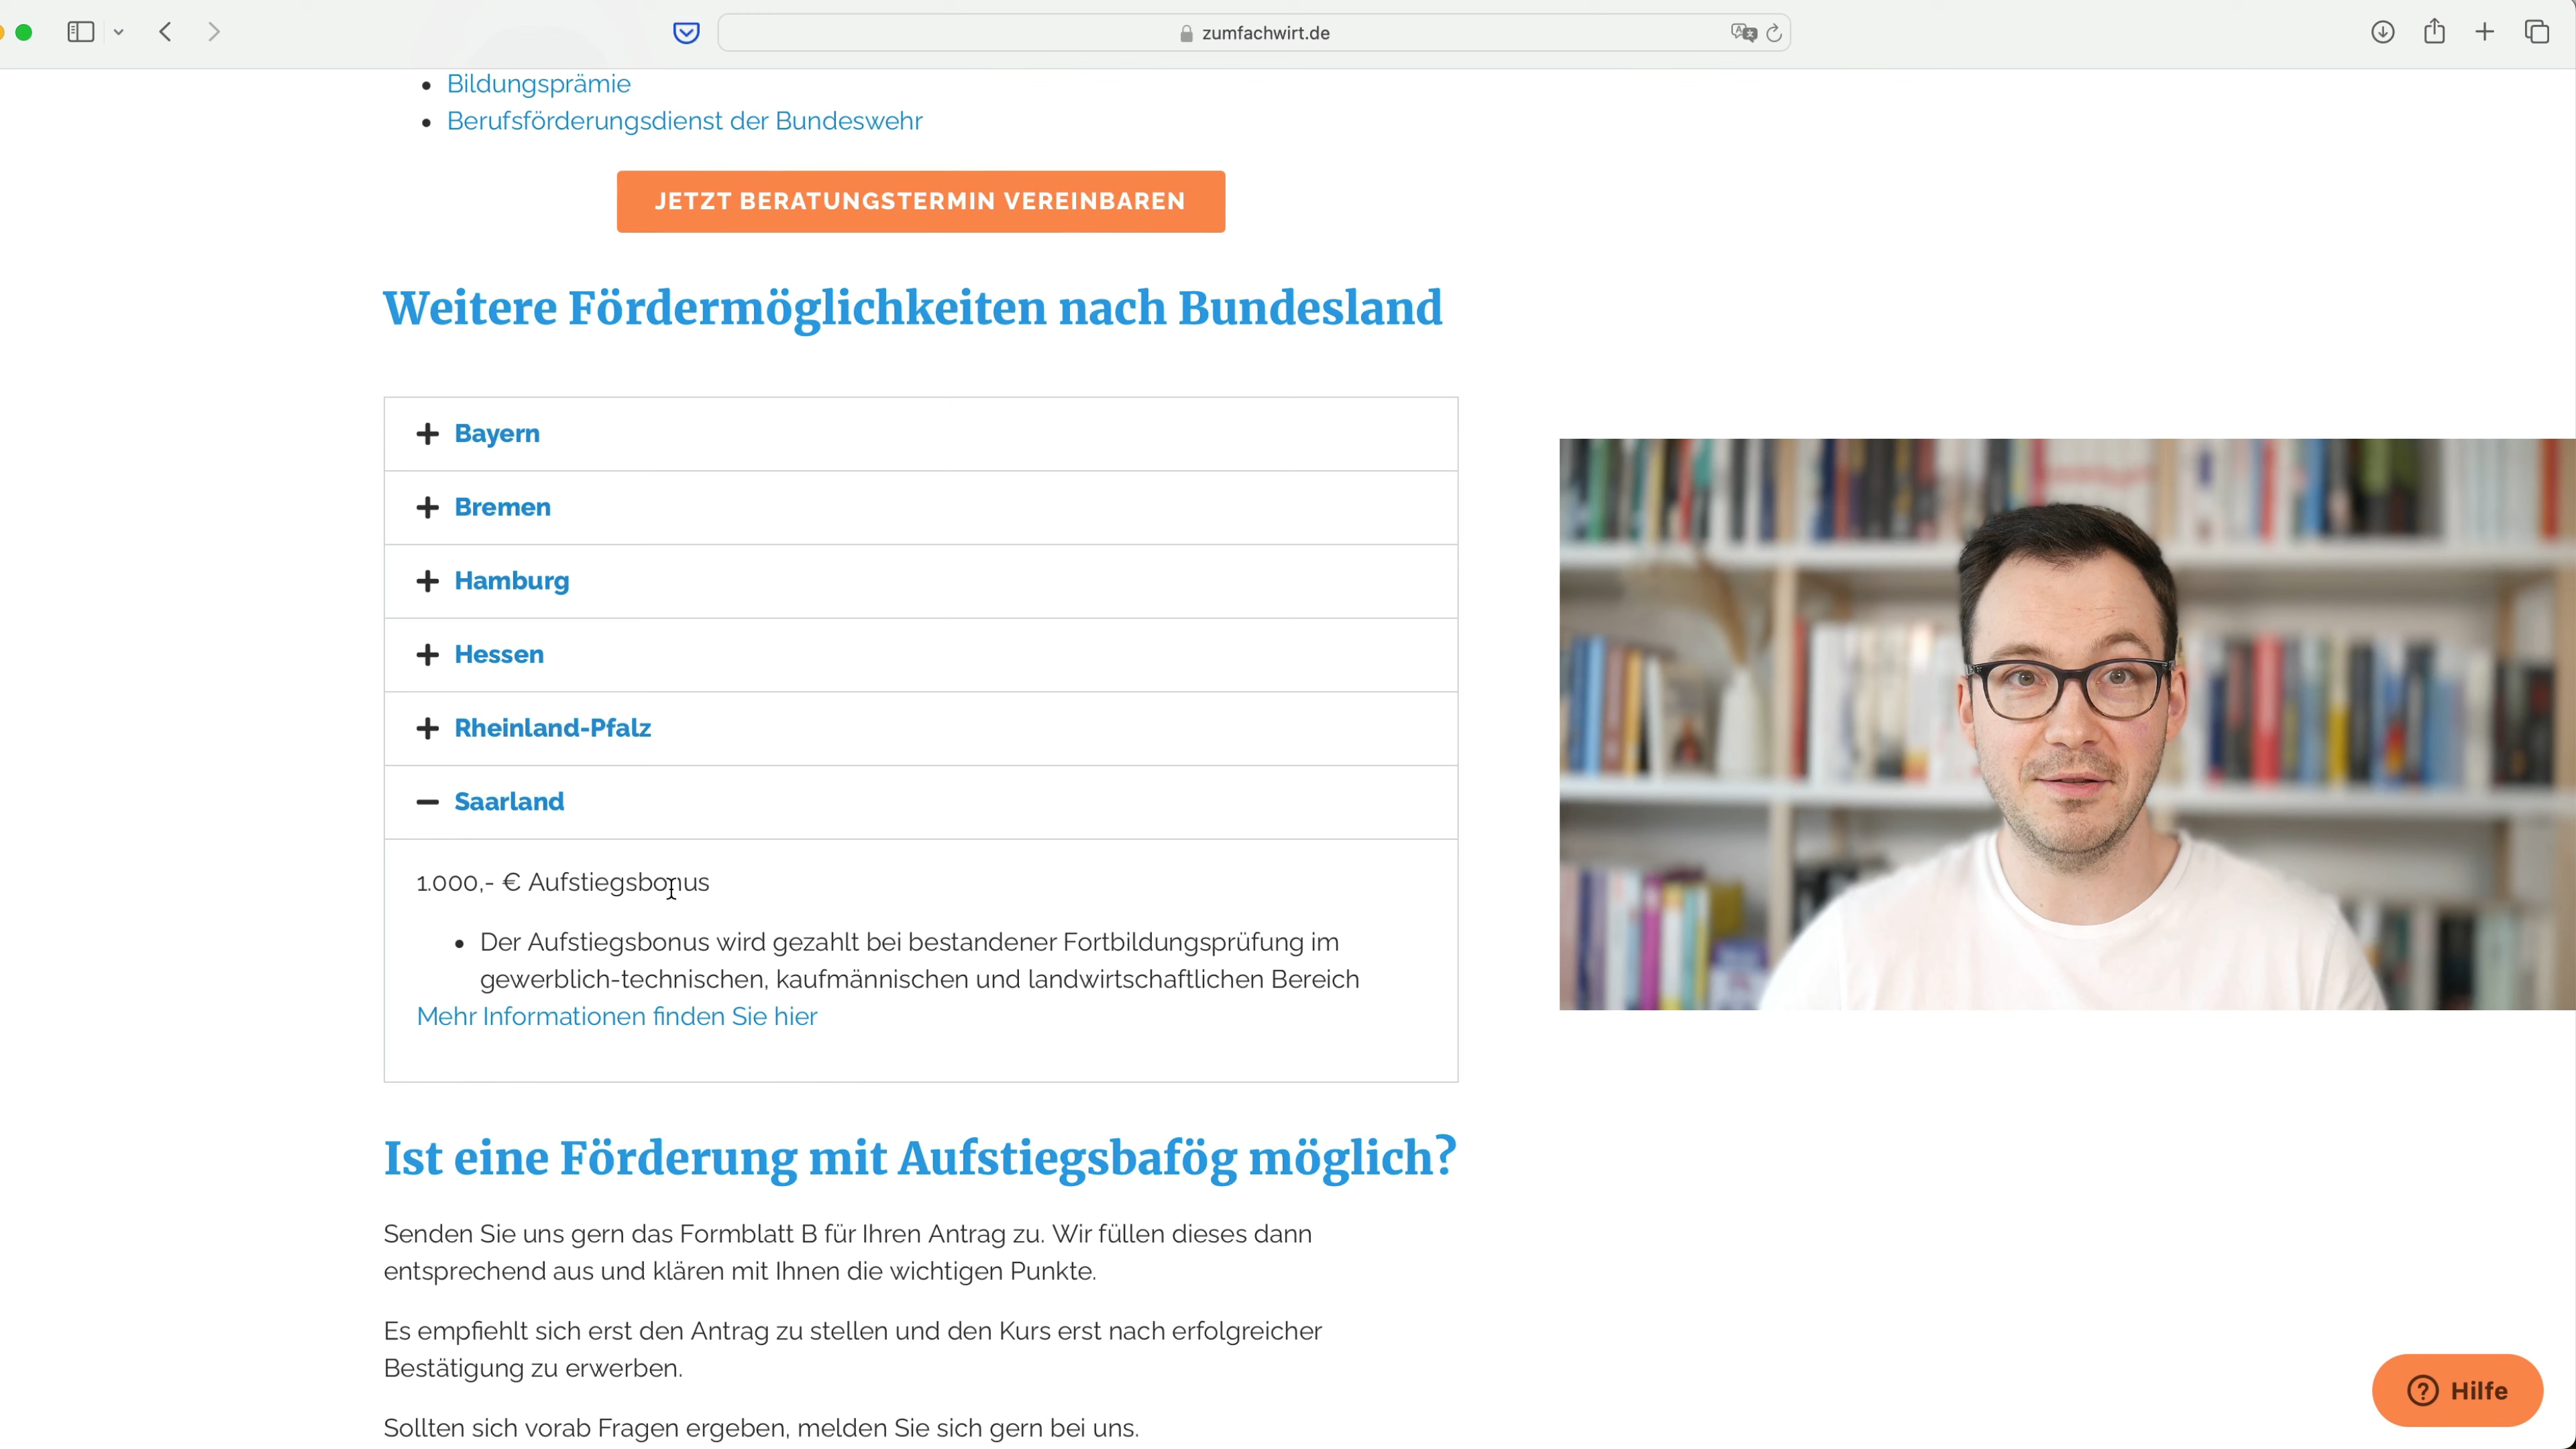 zumfachwirt.de
Bildungsprämie
Berufsförderungsdienst der Bundeswehr
JETZT BERATUNGSTERMIN VEREINBAREN
Weitere Fördermöglichkeiten nach Bundesland
Bayern
Bremen
Hamburg
Hessen
Rheinland-Pfalz
Saarland
1.000,- € Aufstiegsbonus
Der Aufstiegsbonus wird gezahlt bei bestandener Fortbildungsprüfung im
gewerblich-technischen, kaufmännischen und landwirtschaftlichen Bereich
Mehr Informationen finden Sie hier
Ist eine Förderung mit Aufstiegsbafög möglich?
Senden Sie uns gern das Formblatt B für Ihren Antrag zu. Wir füllen dieses dann
entsprechend aus und klären mit Ihnen die wichtigen Punkte.
Es empfiehlt sich erst den Antrag zu stellen und den Kurs erst nach erfolgreicher
Bestätigung zu erwerben.
Sollten sich vorab Fragen ergeben, melden Sie sich gern bei uns.
Hilfe